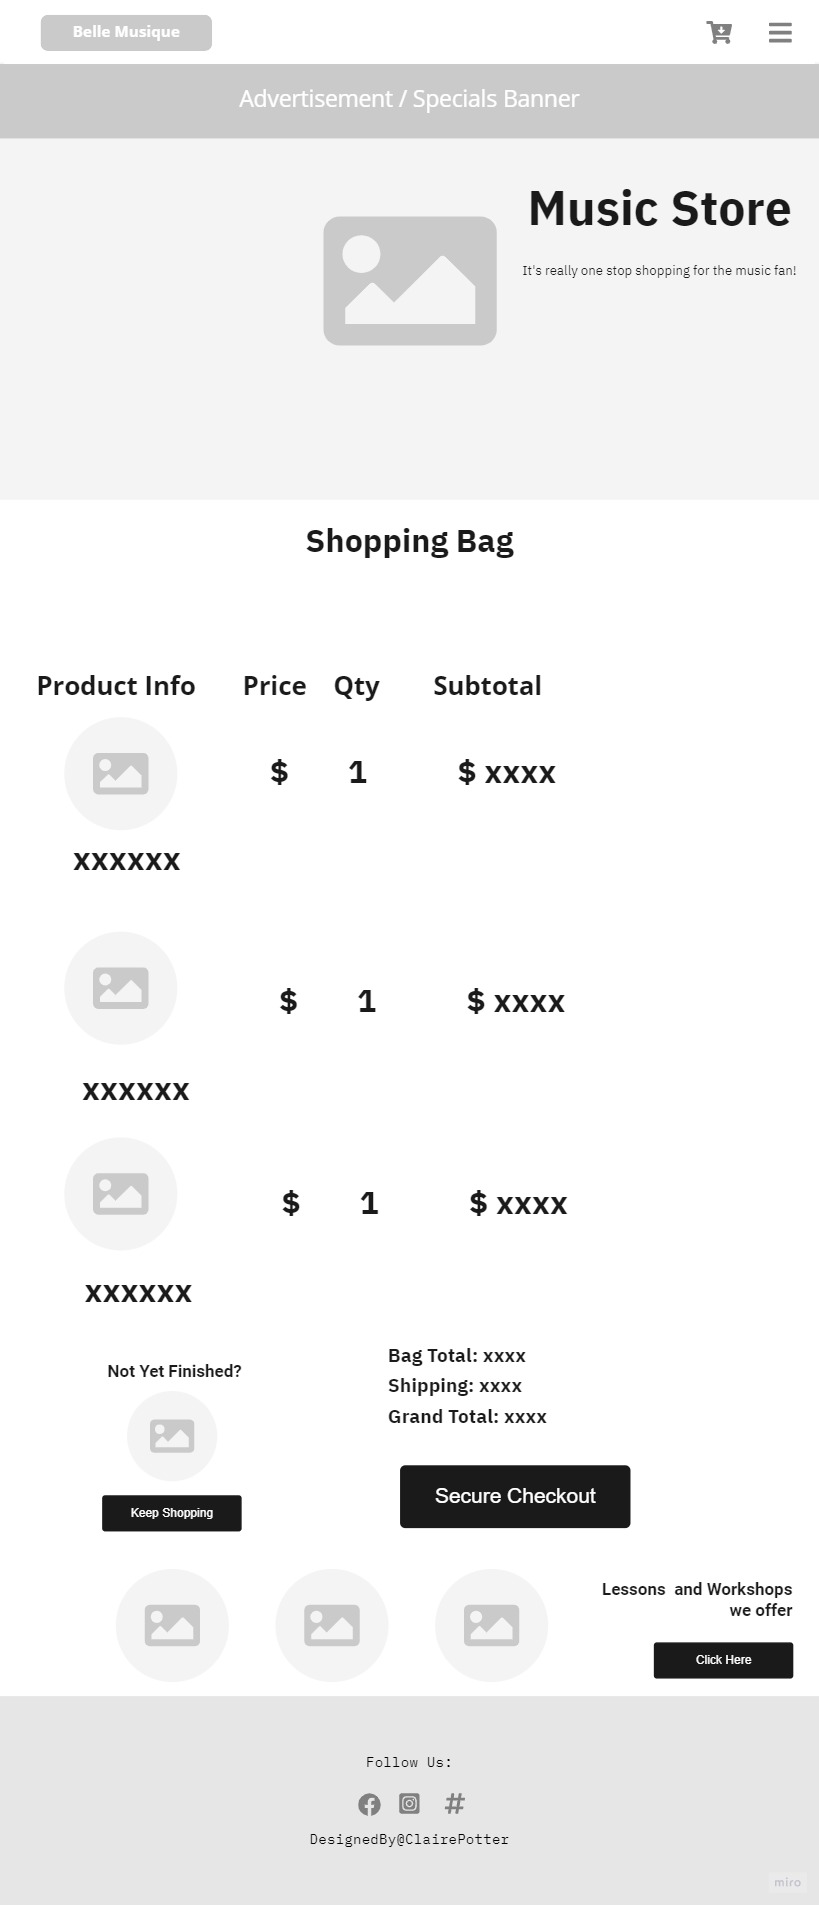 Belle Musique
Advertisement / Specials Banner
Music Store
It's really one stop shopping for the music fan!
Shopping Bag
Product Info Price Qty Subtotal
$ 1 $ xxxx
xxxxxx
$ 1 $ xxxx
xxxxxx
$ 1 $ xxxx
xxxxxx
Bag Total: xxxx
Shipping: xxxx
Grand Total: xxxx
Not Yet Finished?
Keep Shopping
Secure Checkout
Lessons  and Workshops
we offer
Click Here
Follow Us:
#
DesignedBy@ClairePotter
miro